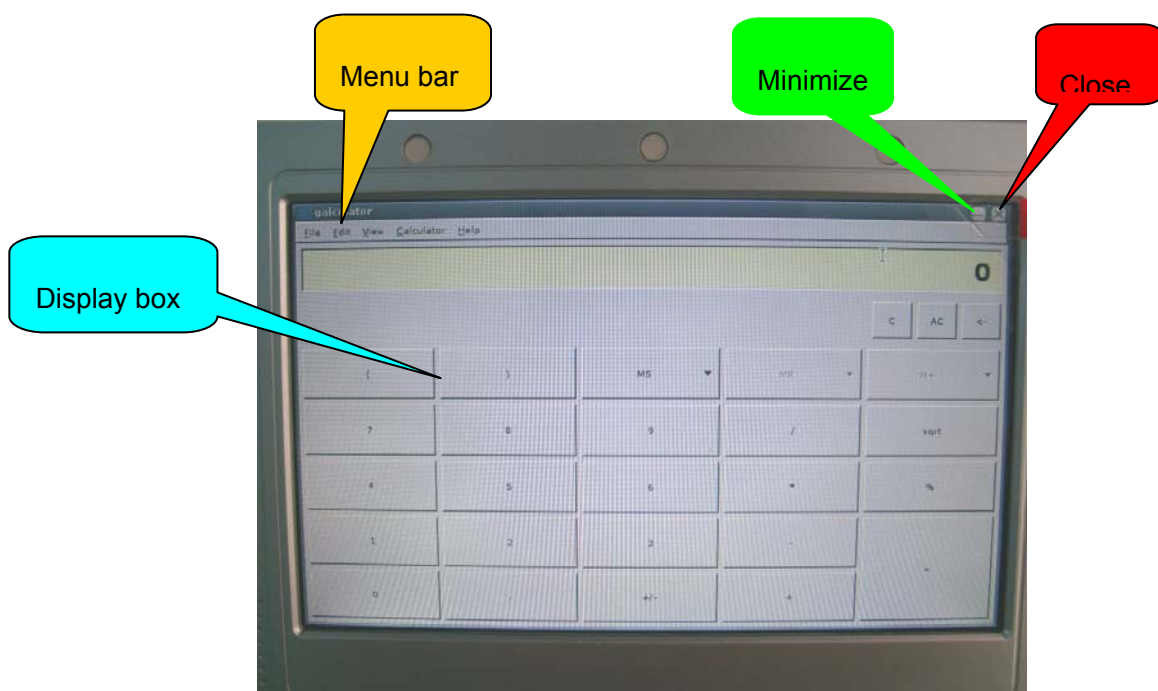 Menu bar
Minimize
Close
galculator
File Edit View Calculator Help
Display box
0
C AC <-
( ) MS MR M+
7 8 9 / sqrt
4 5 6 * %
1 2 3 -
=
0 . +/- +